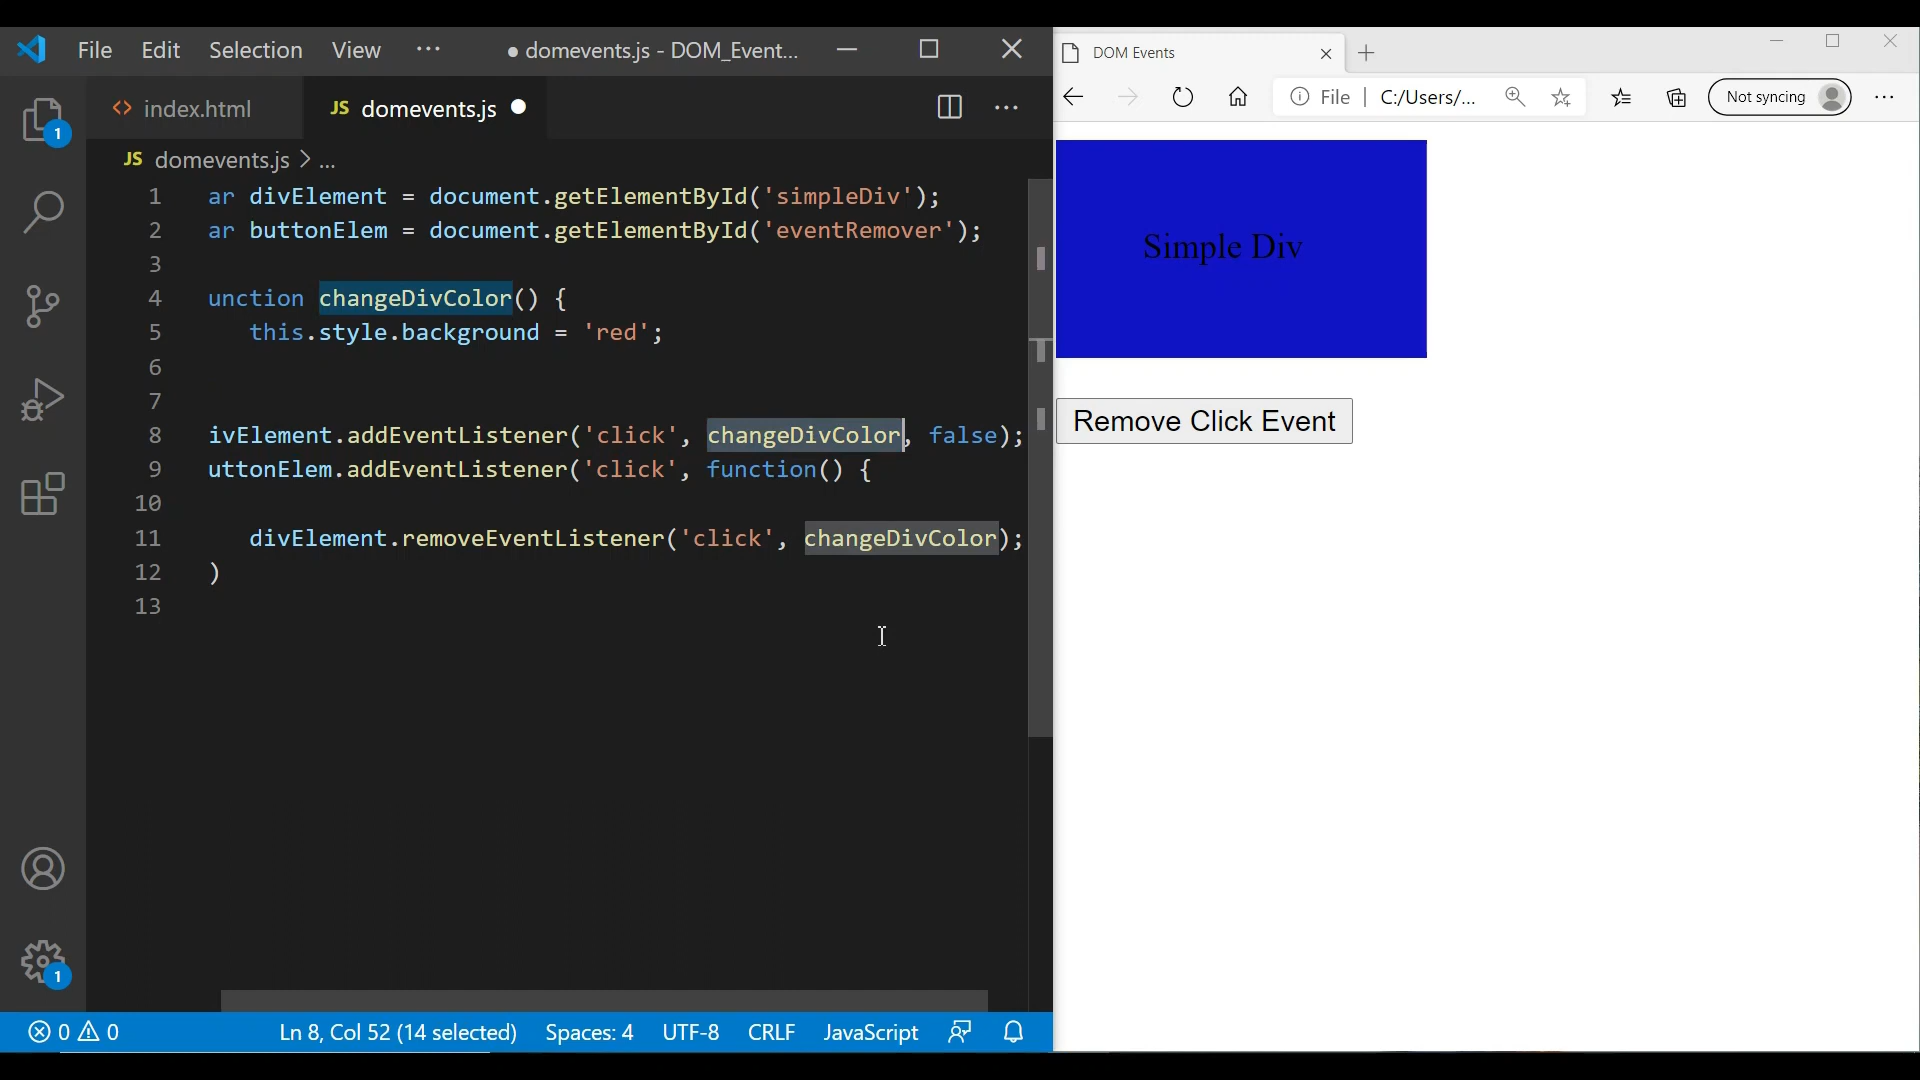 File Edit Selection View ··· ● domevents.js - DOM_Event...
<> index.html JS domevents.js ●
JS domevents.js > ...
1 ar divElement = document.getElementById('simpleDiv');
2 ar buttonElem = document.getElementById('eventRemover');
3
4 unction changeDivColor() {
5 this.style.background = 'red';
6
7
8 ivElement.addEventListener('click', changeDivColor, false);
9 uttonElem.addEventListener('click', function() {
10
11 divElement.removeEventListener('click', changeDivColor);
12 )
13
1
1
0 0 Ln 8, Col 52 (14 selected) Spaces: 4 UTF-8 CRLF JavaScript
DOM Events
File | C:/Users/... Not syncing
Simple Div
Remove Click Event